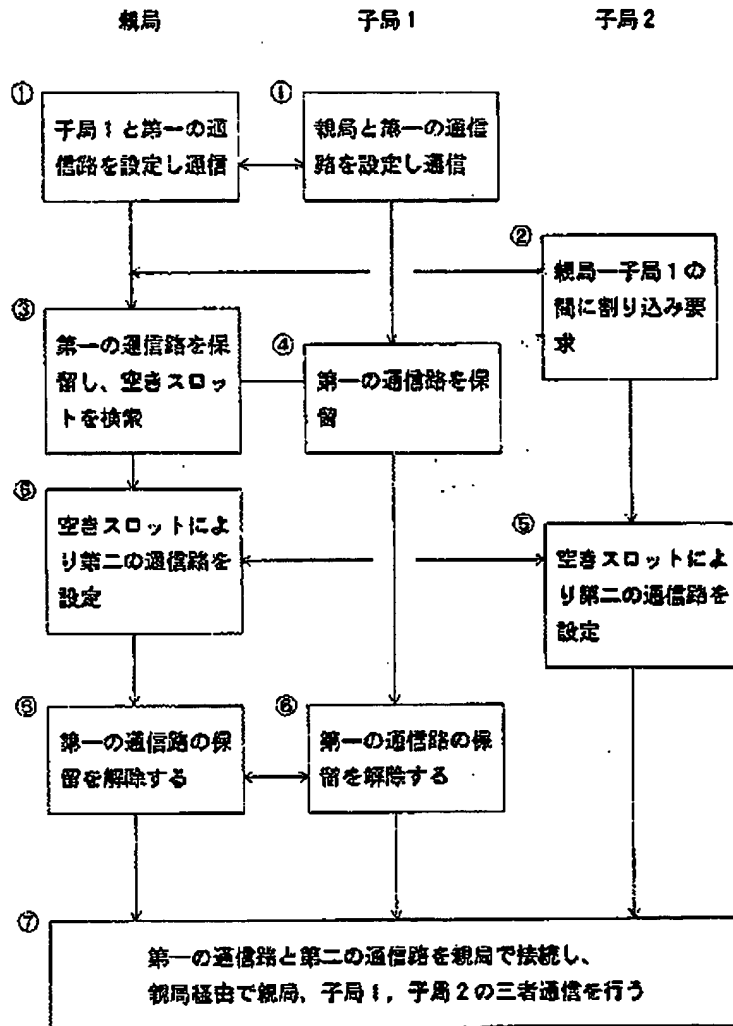 親局
子局1
子局2
①
子局1と第一の通
信路を設定し通信
①
親局と第一の通信
路を設定し通信
②
親局ー子局1の
間に割り込み要
求
③
第一の通信路を保
留し、空きスロッ
トを検索
④
第一の通信路を保
留
⑤
空きスロットによ
り第二の通信路を
設定
⑤
空きスロットによ
り第二の通信路を
設定
⑥
第一の通信路の保
留を解除する
⑥
第一の通信路の保
留を解除する
⑦
第一の通信路と第二の通信路を親局で接続し、
親局経由で親局、子局1,子局2の三者通信を行う